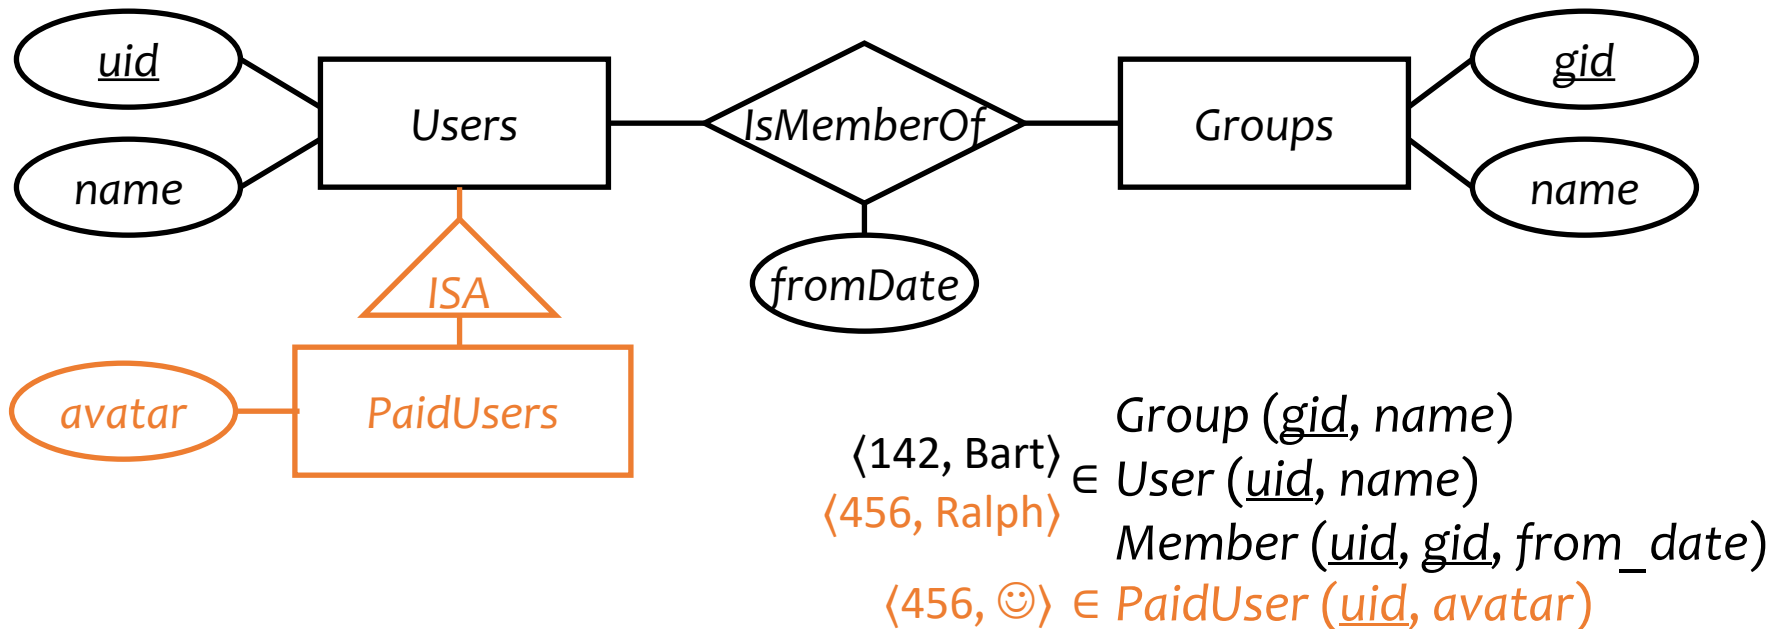 uid
name
Users
IsMemberOf
Groups
gid
name
fromDate
ISA
avatar
PaidUsers
Group (gid, name)
⟨142, Bart⟩
⟨456, Ralph⟩
∈ User (uid, name)
Member (uid, gid, from_date)
⟨456, ☺⟩ ∈ PaidUser (uid, avatar)